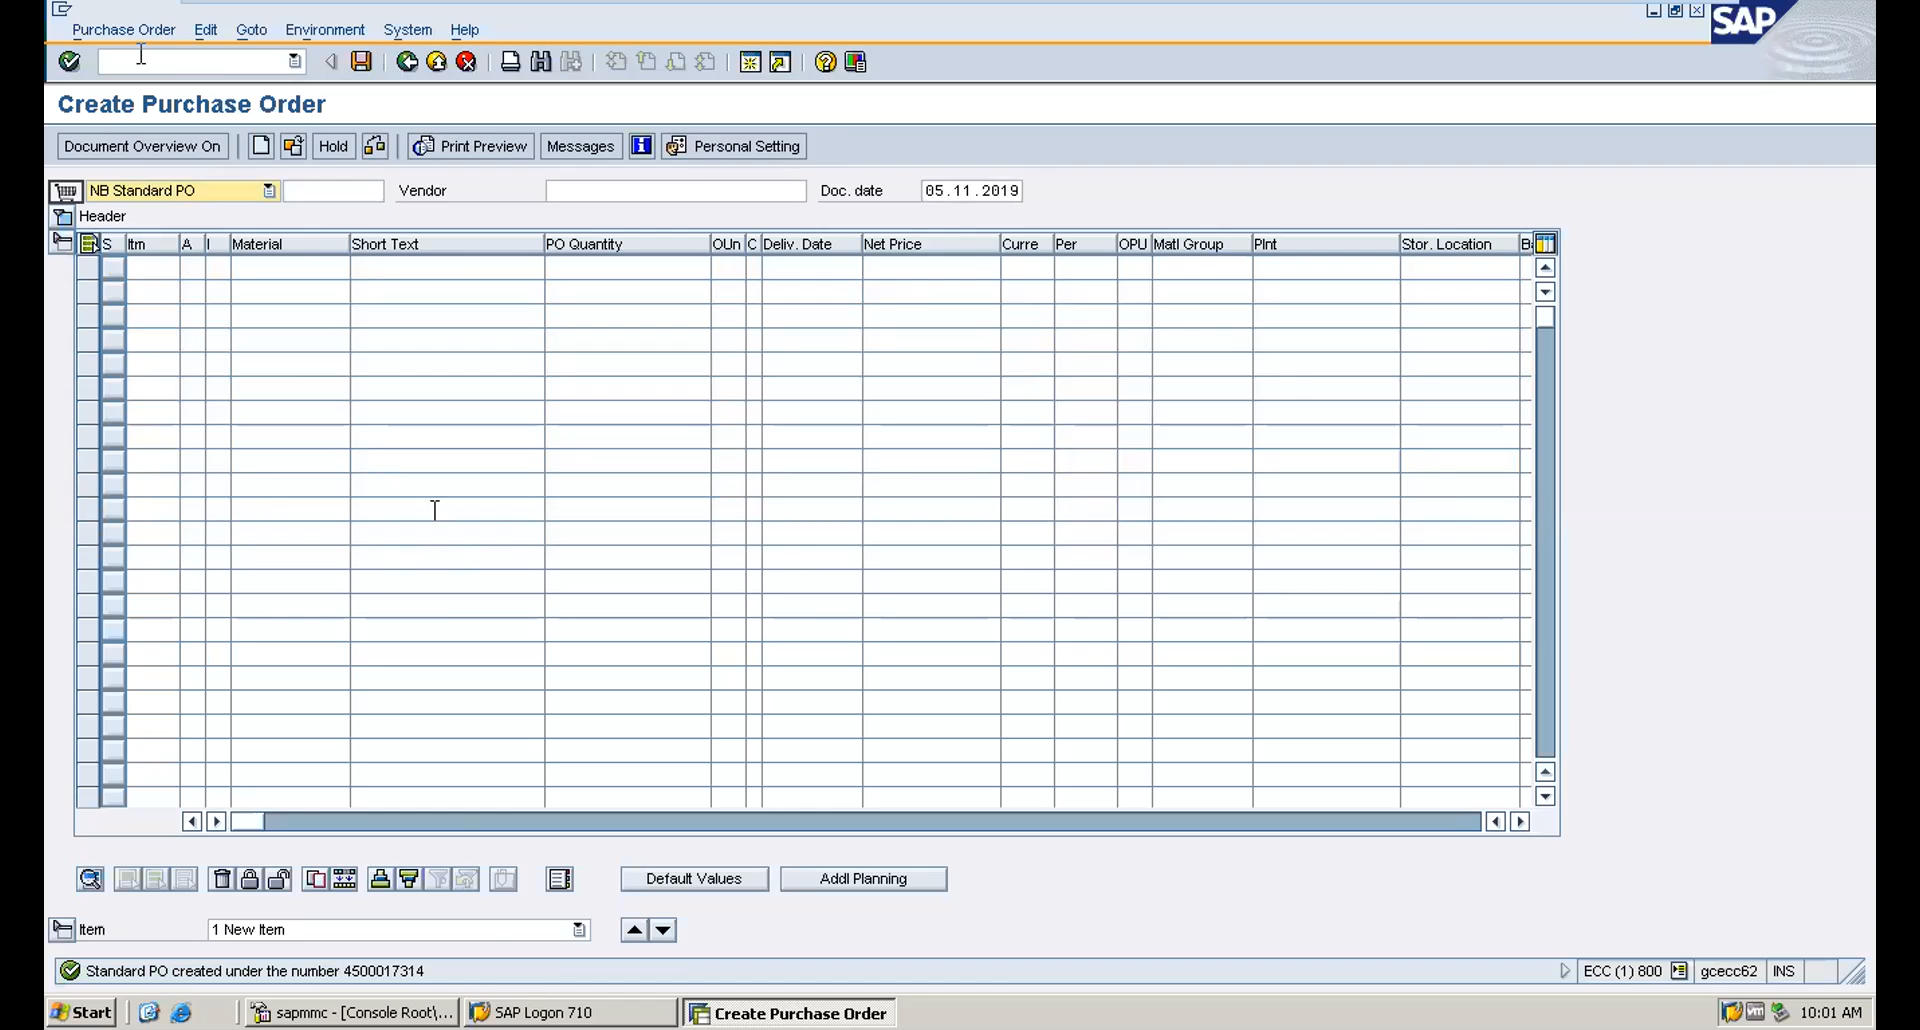 Purchase Order Edit Goto Environment System Help
SAP
Create Purchase Order
Document Overview On Hold Print Preview Messages Personal Setting
NB Standard PO Vendor Doc. date 05.11.2019
Header
S Itm A I Material Short Text PO Quantity OUn C Deliv. Date Net Price Curre Per OPU Matl Group Plnt Stor. Location
Default Values Addl Planning
Item 1 New Item
Standard PO created under the number 4500017314 ECC (1) 800 gcecc62 INS
Start sapmmc - [Console Root\... SAP Logon 710 Create Purchase Order 10:01 AM